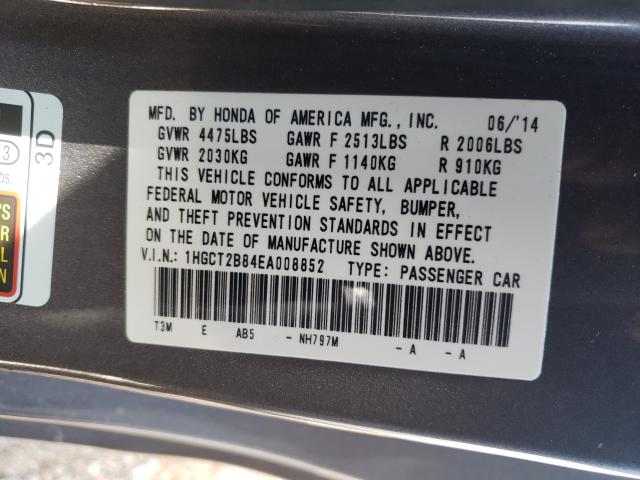 MFD. BY HONDA OF AMERICA MFG., INC. 06/'14
GVWR 4475LBS GAWR F 2513LBS R 2006LBS
GVWR 2030KG GAWR F 1140KG R 910KG
THIS VEHICLE CONFORMS TO ALL APPLICABLE
FEDERAL MOTOR VEHICLE SAFETY, BUMPER,
AND THEFT PREVENTION STANDARDS IN EFFECT
ON THE DATE OF MANUFACTURE SHOWN ABOVE.
V.I.N.: 1HGCT2B84EA008852 TYPE: PASSENGER CAR
T3M E AB5 - NH797M - A - A
3D
3
bs.
'S
R
L
N